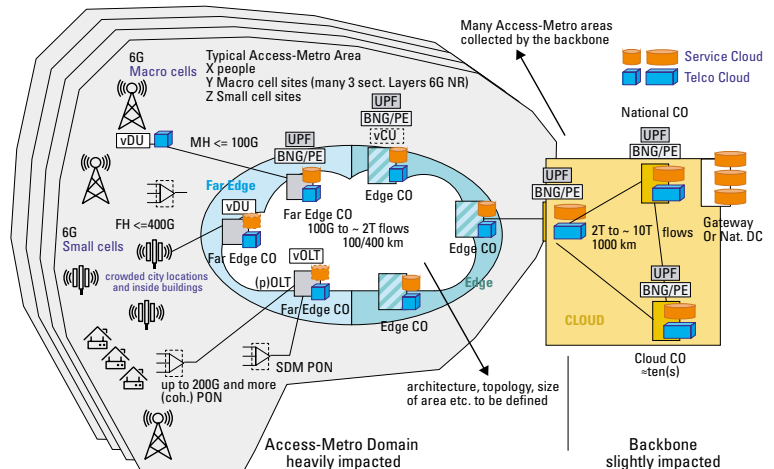 Many Access-Metro areas
collected by the backbone
Service Cloud
Telco Cloud
6G
Macro cells
Typical Access-Metro Area
X people
Y Macro cell sites (many 3 sect. Layers 6G NR)
Z Small cell sites
vDU
MH <= 100G
UPF
BNG/PE
UPF
BNG/PE
vCU
Far Edge
Far Edge CO
100G to ~ 2T flows
100/400 km
Edge CO
National CO
UPF
BNG/PE
UPF
BNG/PE
Gateway
Or Nat. DC
2T to ~ 10T flows
1000 km
UPF
BNG/PE
CLOUD
Cloud CO
≈ten(s)
FH <=400G
vDU
Far Edge CO
6G
Small cells
crowded city locations
and inside buildings
vOLT
(p)OLT
Far Edge CO
Edge CO
Edge CO
Edge
SDM PON
up to 200G and more
(coh.) PON
architecture, topology, size
of area etc. to be defined
Access-Metro Domain
heavily impacted
Backbone
slightly impacted